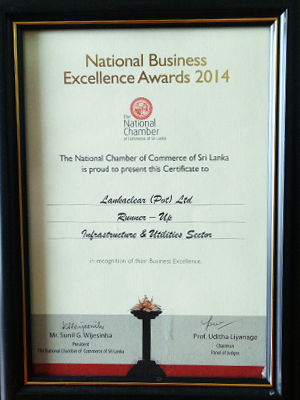 National Business
Excellence Awards 2014
The
National
Chamber
of Commerce of Sri Lanka
The National Chamber of Commerce of Sri Lanka
is proud to present this Certificate to
Lankaclear (Pvt) Ltd
Runner - Up
Infrastructure & Utilities Sector
in recognition of their Business Excellence.
Mr. Sunil G. Wijesinha
President
The National Chamber of Commerce of Sri Lanka
Prof. Uditha Liyanage
Chairman
Panel of Judges